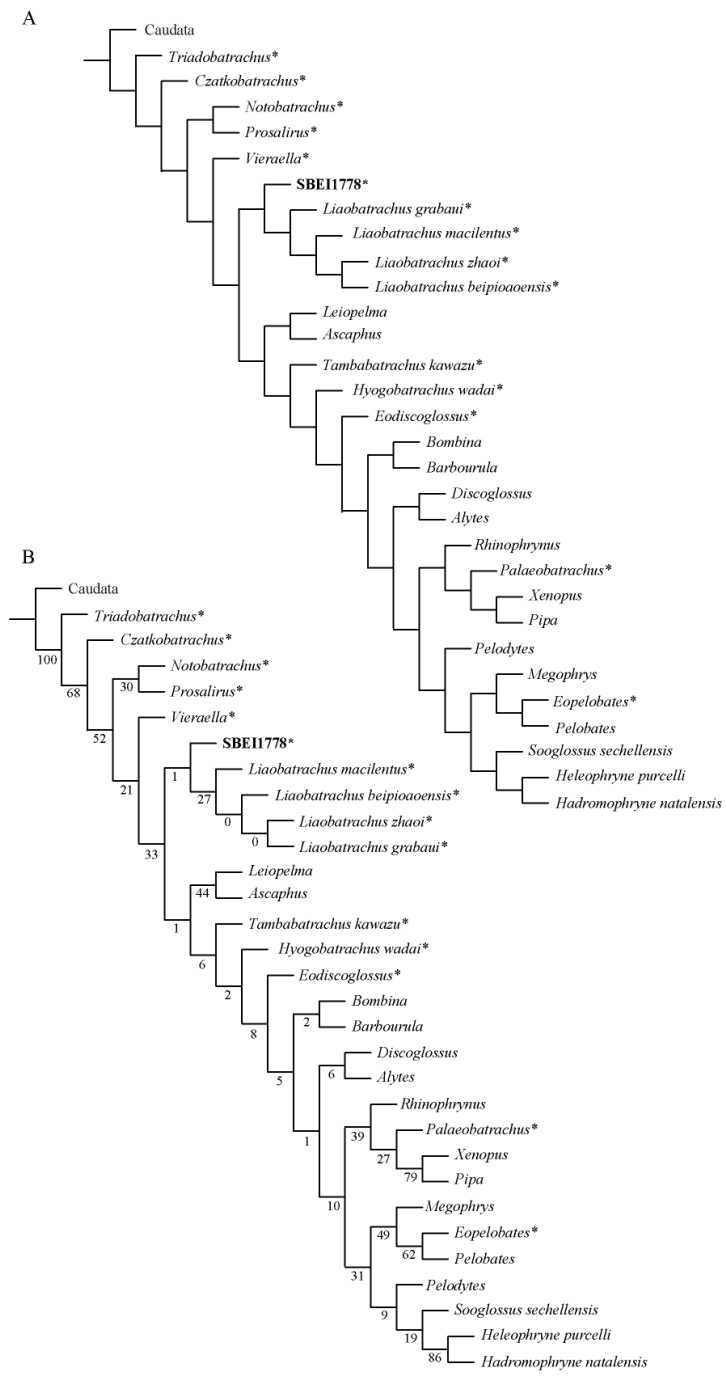 A
Caudata
Triadobatrachus*
Czatkobatrachus*
Notobatrachus*
Prosalirus*
Vieraella*
SBEI1778*
Liaobatrachus grabaui*
Liaobatrachus macilentus*
Liaobatrachus zhaoi*
Liaobatrachus beipioaoensis*
Leiopelma
Ascaphus
Tambabatrachus kawazu*
Hyogobatrachus wadai*
Eodiscoglossus*
Bombina
Barbourula
Discoglossus
Alytes
Rhinophrynus
Palaeobatrachus*
Xenopus
Pipa
Pelodytes
Megophrys
Eopelobates*
Pelobates
Sooglossus sechellensis
Heleophryne purcelli
Hadromophryne natalensis
B
Caudata
Triadobatrachus*
100
Czatkobatrachus*
68
Notobatrachus*
30
Prosalirus*
52
Vieraella*
21
SBEI1778*
1
Liaobatrachus macilentus*
27
Liaobatrachus beipioaoensis*
0
Liaobatrachus zhaoi*
0
Liaobatrachus grabaui*
33
Leiopelma
44
Ascaphus
1
Tambabatrachus kawazu*
6
Hyogobatrachus wadai*
2
Eodiscoglossus*
8
Bombina
2
Barbourula
5
Discoglossus
6
Alytes
1
Rhinophrynus
39
Palaeobatrachus*
27
Xenopus
79
Pipa
10
Megophrys
49
Eopelobates*
62
Pelobates
31
Pelodytes
9
Sooglossus sechellensis
19
Heleophryne purcelli
86
Hadromophryne natalensis